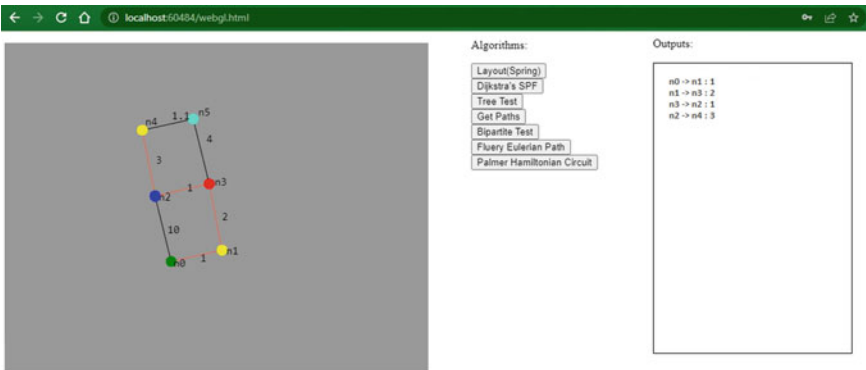 localhost:60484/webgl.html
Algorithms:
Layout(Spring)
Dijkstra's SPF
Tree Test
Get Paths
Bipartite Test
Fluery Eulerian Path
Palmer Hamiltonian Circuit
Outputs:
n0 -> n1 : 1
n1 -> n3 : 2
n3 -> n2 : 1
n2 -> n4 : 3
n4
1.1
n5
3
4
n2
1
n3
10
2
n0
1
n1